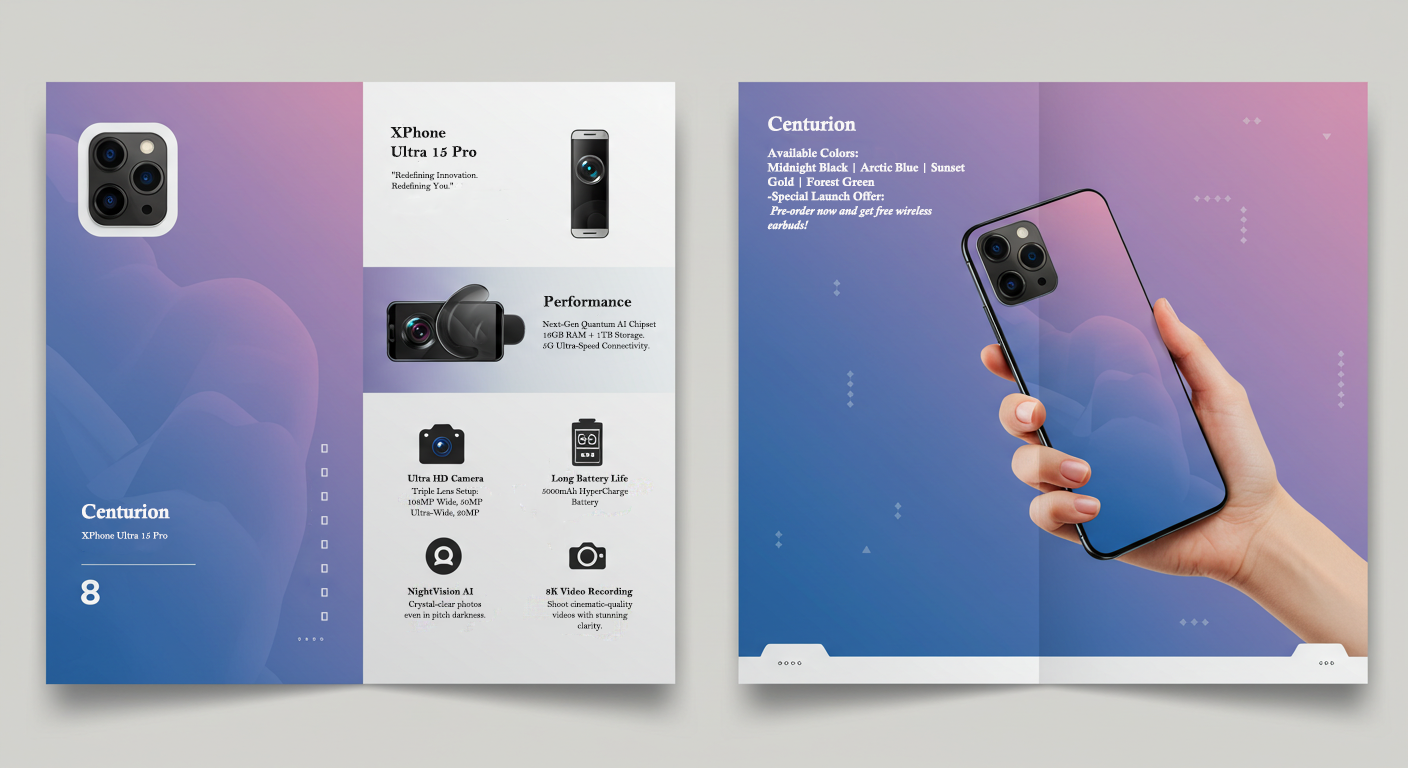 Centurion
XPhone Ultra 15 Pro
8
XPhone
Ultra 15 Pro
"Redefining Innovation.
Redefining You."
Performance
Next-Gen Quantum AI Chipset
16GB RAM + 1TB Storage.
5G Ultra-Speed Connectivity.
Ultra HD Camera
Triple Lens Setup:
108MP Wide, 50MP
Ultra-Wide, 20MP
Long Battery Life
5000mAh HyperCharge
Battery
NightVision AI
Crystal-clear photos
even in pitch darkness.
8K Video Recording
Shoot cinematic-quality
videos with stunning
clarity.
Centurion
Available Colors:
Midnight Black | Arctic Blue | Sunset
Gold | Forest Green
-Special Launch Offer:
Pre-order now and get free wireless
earbuds!